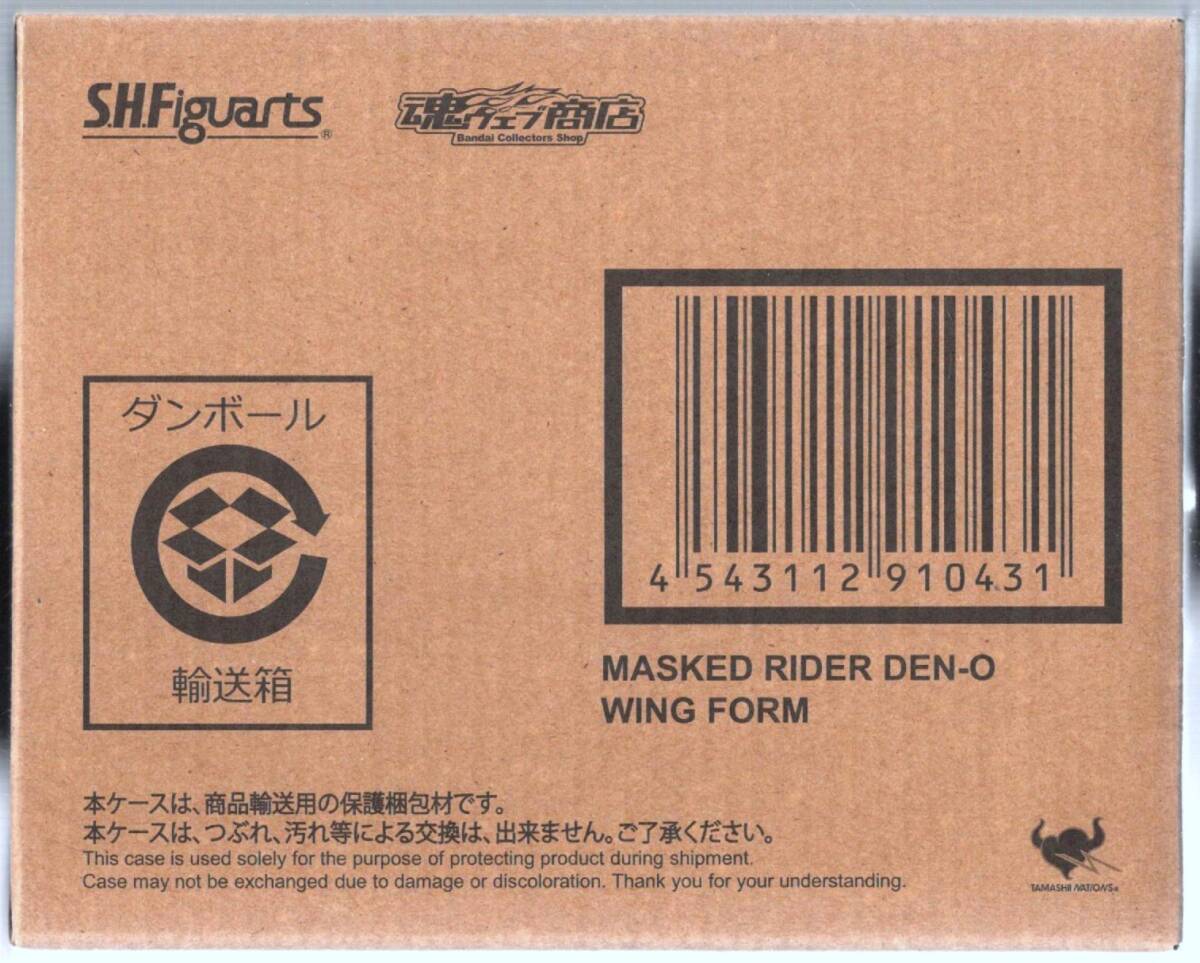 S.H.Figuarts®
魂ウェブ商店
Bandai Collectors Shop
ダンボール
輸送箱
4 543112 910431
MASKED RIDER DEN-O
WING FORM
本ケースは、商品輸送用の保護梱包材です。
本ケースは、つぶれ、汚れ等による交換は、出来ません。ご了承ください。
This case is used solely for the purpose of protecting product during shipment.
Case may not be exchanged due to damage or discoloration. Thank you for your understanding.
TAMASHII NATIONS®